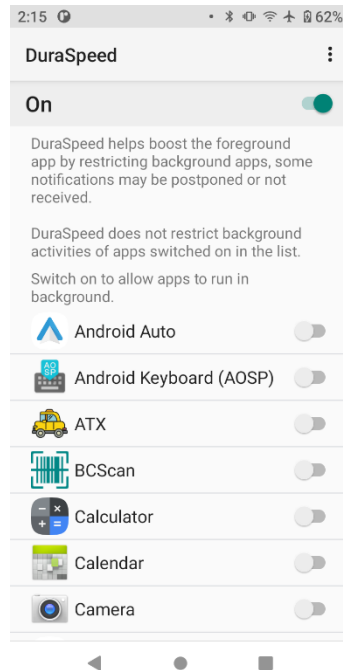 2:15 62%
DuraSpeed
On
DuraSpeed helps boost the foreground
app by restricting background apps, some
notifications may be postponed or not
received.
DuraSpeed does not restrict background
activities of apps switched on in the list.
Switch on to allow apps to run in
background.
Android Auto
AO
SP
Android Keyboard (AOSP)
ATX
BCScan
Calculator
Calendar
Camera